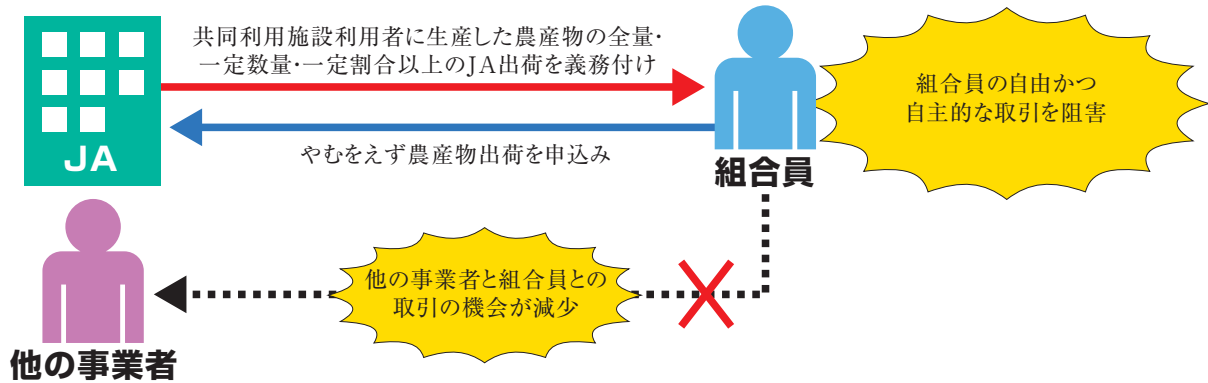 共同利用施設利用者に生産した農産物の全量・
一定数量・一定割合以上のJA出荷を義務付け
組合員の自由かつ
自主的な取引を阻害
JA
やむをえず農産物出荷を申込み
組合員
他の事業者と組合員との
取引の機会が減少
他の事業者